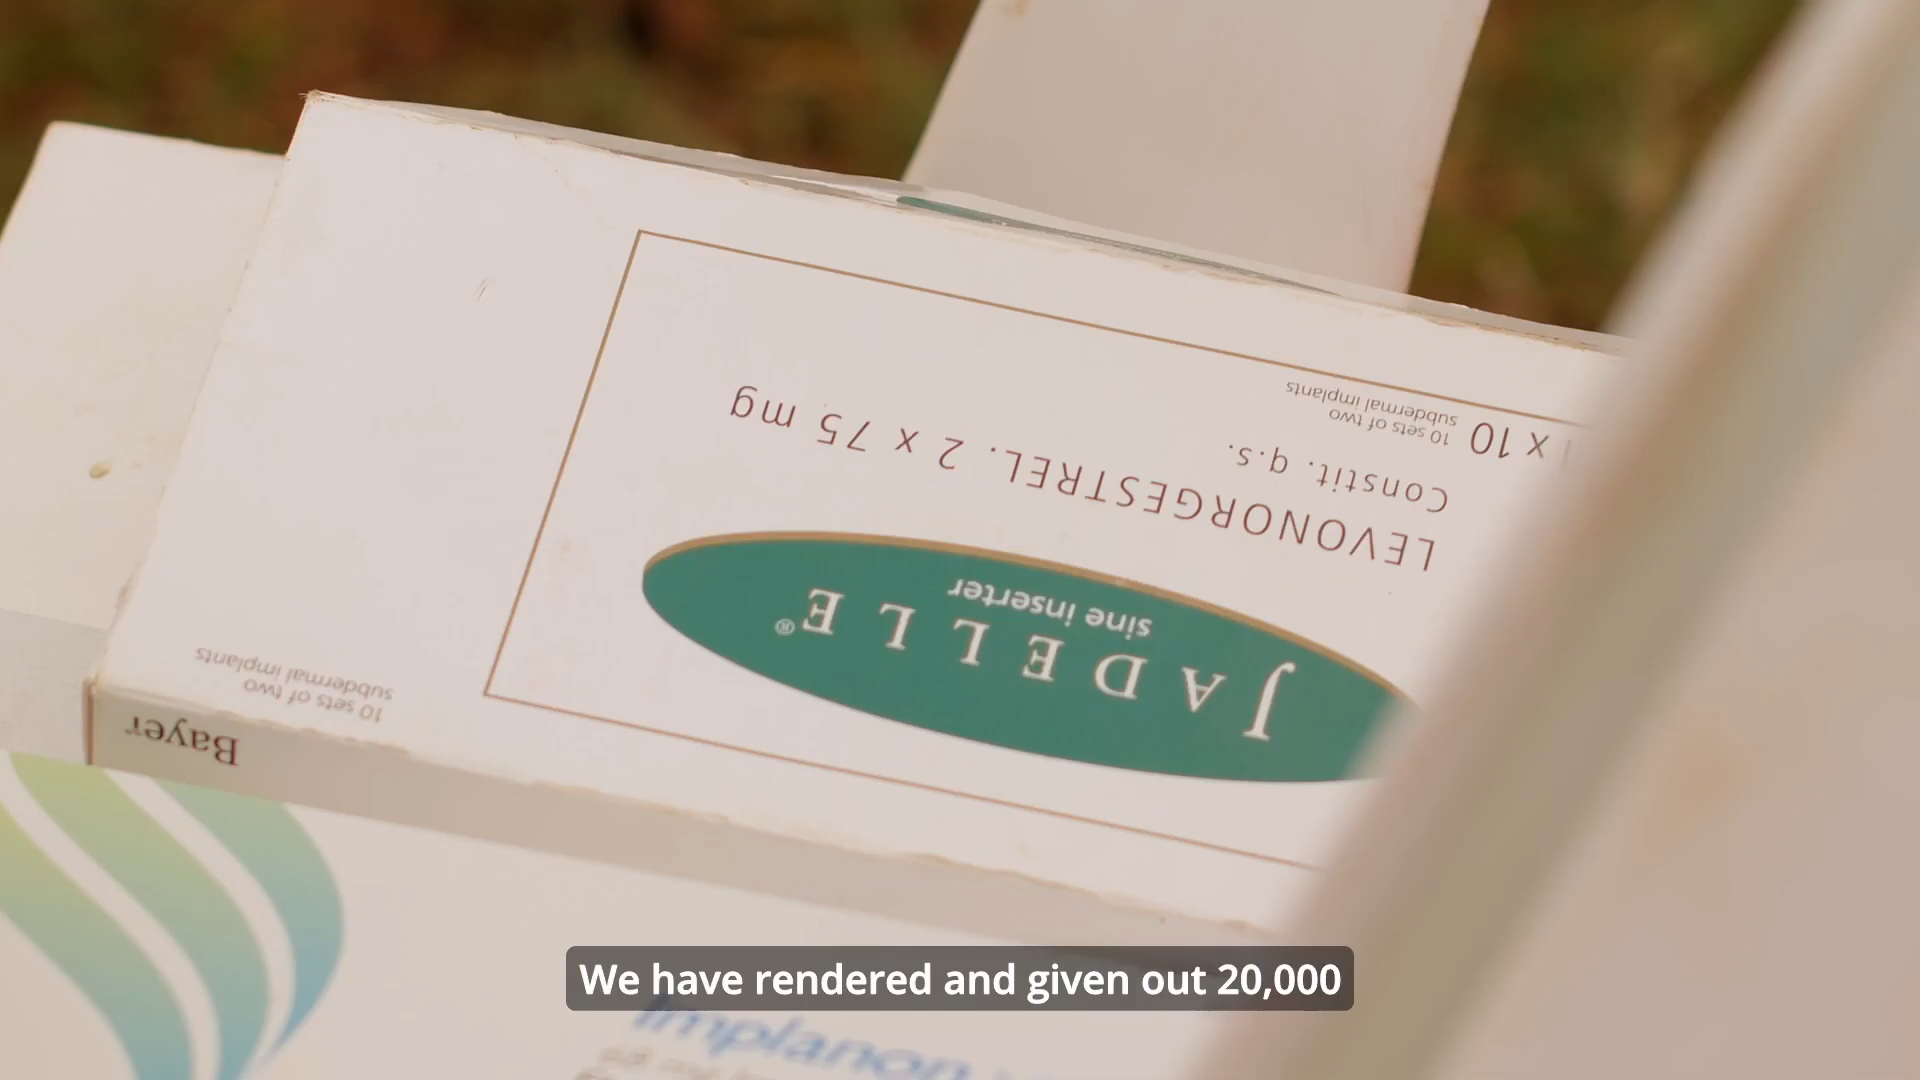 JADELLE®
sine inserter
LEVONORGESTREL. 2 x 75 mg
Constit. q.s.
x 10 10 sets of two
subdermal implants
10 sets of two
subdermal implants
Bayer
Implanon
We have rendered and given out 20,000